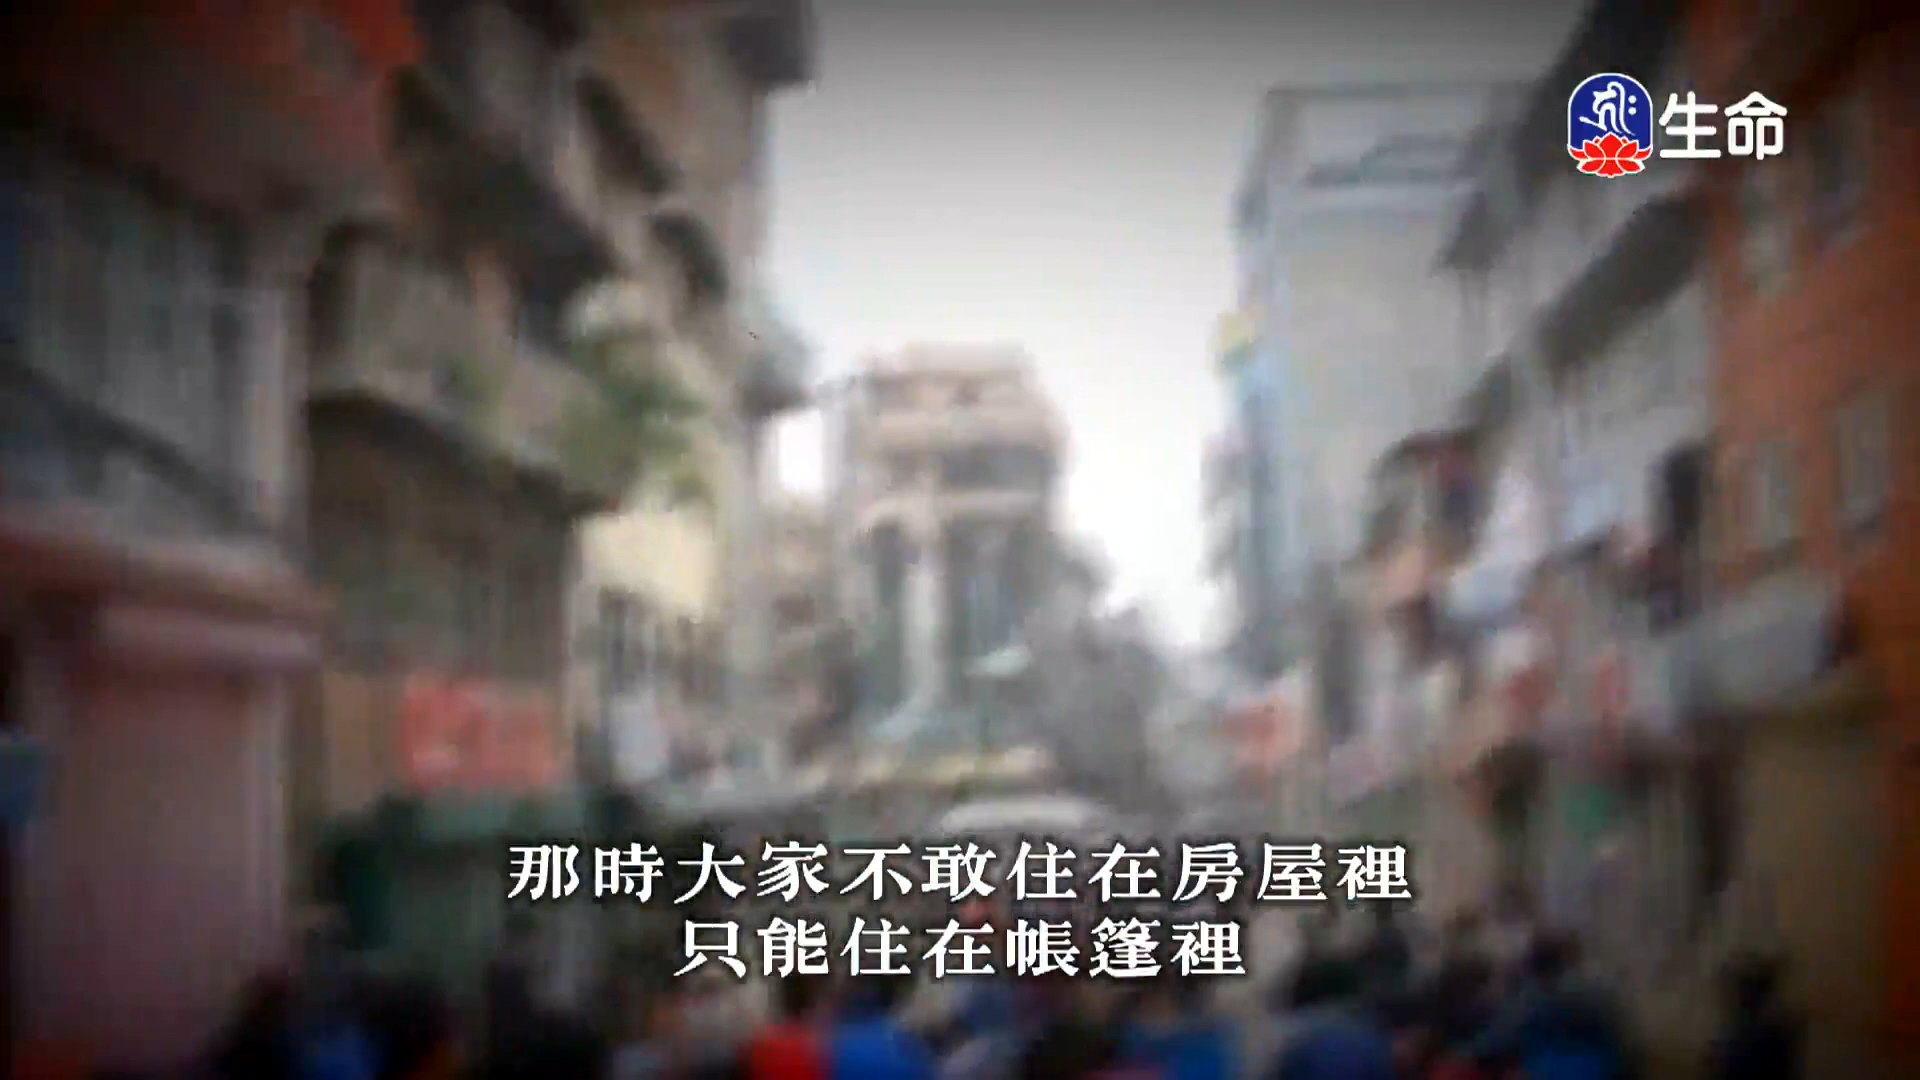 生命
那時大家不敢住在房屋裡
只能住在帳篷裡